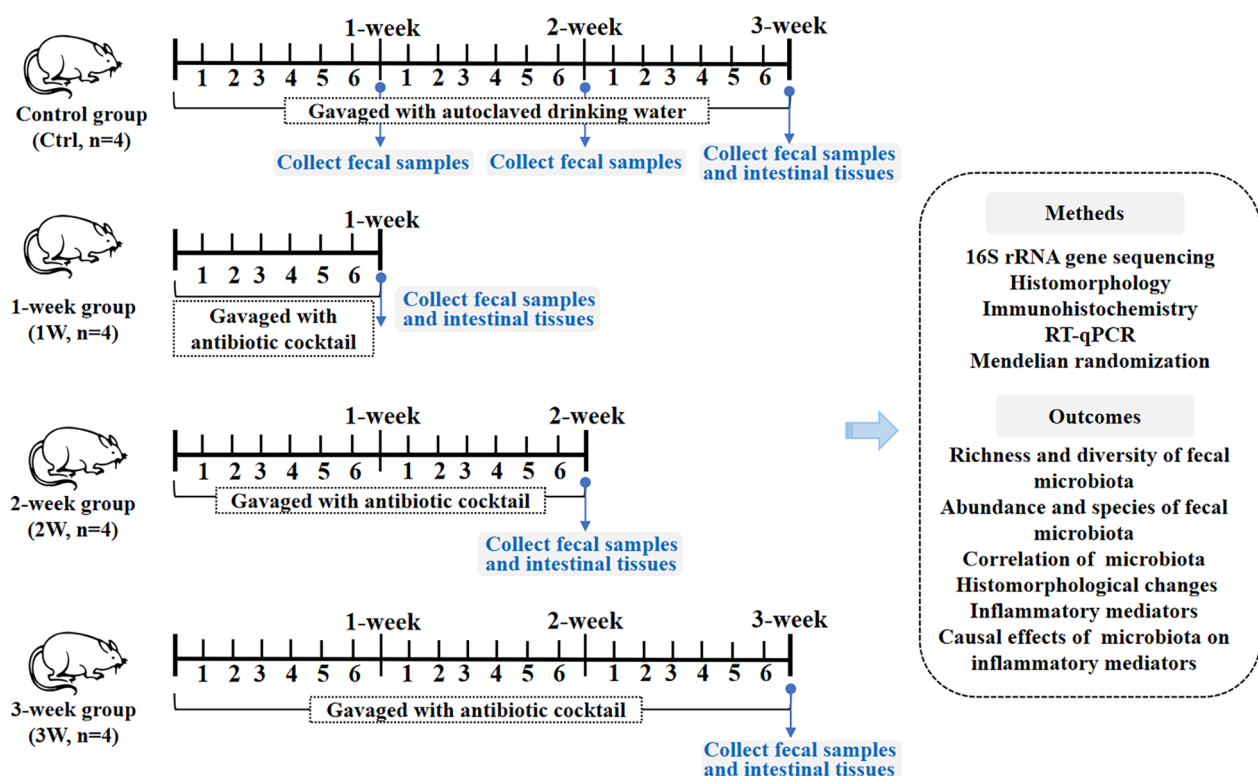 1-week 2-week 3-week
1 2 3 4 5 6 1 2 3 4 5 6 1 2 3 4 5 6
Control group
(Ctrl, n=4)
Gavaged with autoclaved drinking water
Collect fecal samples
Collect fecal samples
Collect fecal samples
and intestinal tissues
1-week
1 2 3 4 5 6
1-week group
(1W, n=4)
Gavaged with
antibiotic cocktail
Collect fecal samples
and intestinal tissues
1-week 2-week
1 2 3 4 5 6 1 2 3 4 5 6
2-week group
(2W, n=4)
Gavaged with antibiotic cocktail
Collect fecal samples
and intestinal tissues
1-week 2-week 3-week
1 2 3 4 5 6 1 2 3 4 5 6 1 2 3 4 5 6
3-week group
(3W, n=4)
Gavaged with antibiotic cocktail
Collect fecal samples
and intestinal tissues
Metheds
16S rRNA gene sequencing
Histomorphology
Immunohistochemistry
RT-qPCR
Mendelian randomization
Outcomes
Richness and diversity of fecal
microbiota
Abundance and species of fecal
microbiota
Correlation of microbiota
Histomorphological changes
Inflammatory mediators
Causal effects of microbiota on
inflammatory mediators